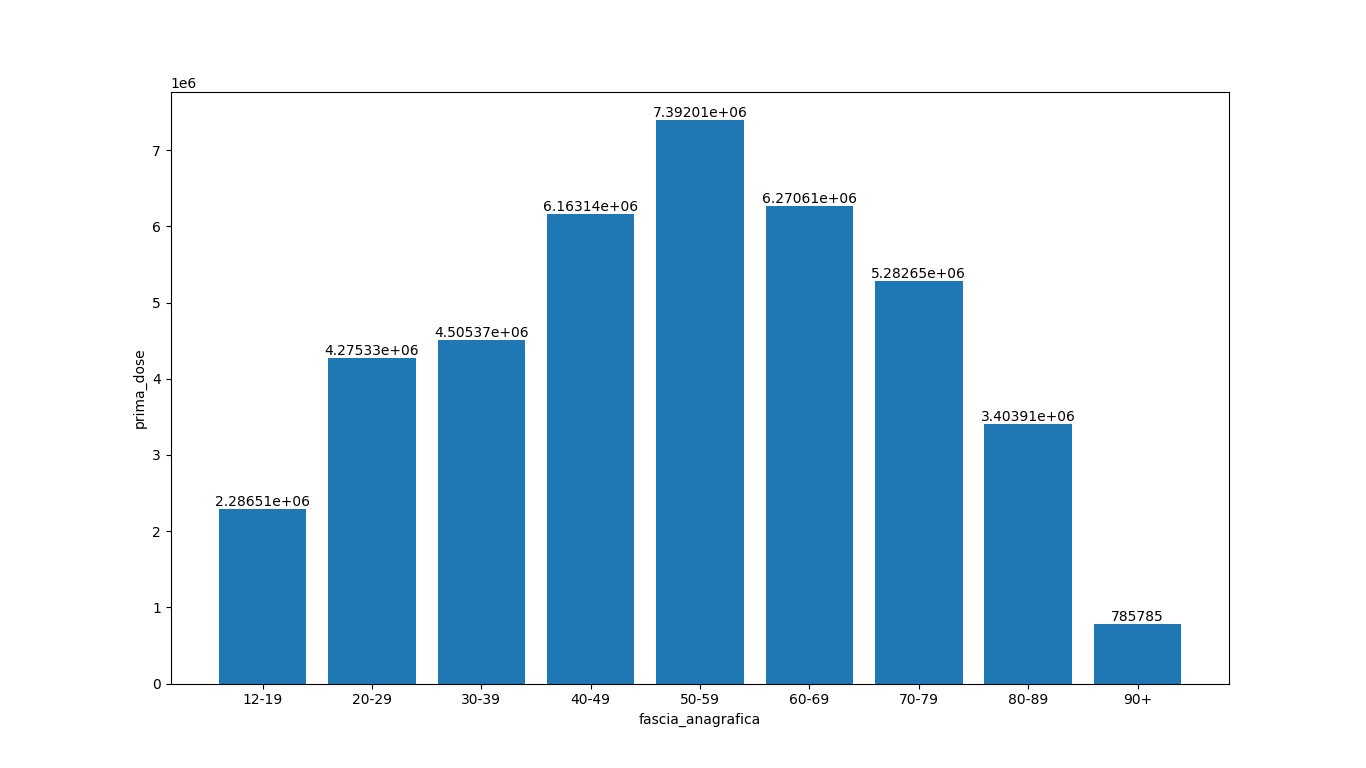 1e6
7.39201e+06
7
6.27061e+06
6.16314e+06
6
5.28265e+06
5
4.50537e+06
4.27533e+06
4
prima_dose
3.40391e+06
3
2.28651e+06
2
1
785785
0
12-19 20-29 30-39 40-49 50-59 60-69 70-79 80-89 90+
fascia_anagrafica